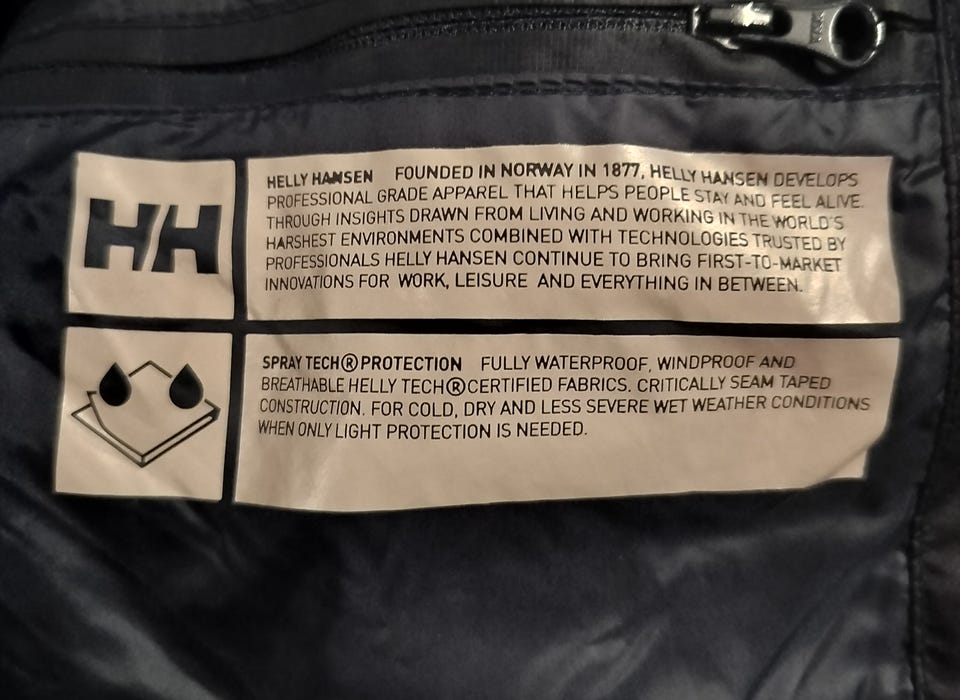 HELLY HANSEN FOUNDED IN NORWAY IN 1877, HELLY HANSEN DEVELOPS
PROFESSIONAL GRADE APPAREL THAT HELPS PEOPLE STAY AND FEEL ALIVE.
THROUGH INSIGHTS DRAWN FROM LIVING AND WORKING IN THE WORLD'S
HARSHEST ENVIRONMENTS COMBINED WITH TECHNOLOGIES TRUSTED BY
PROFESSIONALS HELLY HANSEN CONTINUE TO BRING FIRST-TO-MARKET
INNOVATIONS FOR WORK, LEISURE AND EVERYTHING IN BETWEEN.
HH
SPRAY TECH® PROTECTION FULLY WATERPROOF, WINDPROOF AND
BREATHABLE HELLY TECH® CERTIFIED FABRICS. CRITICALLY SEAM TAPED
CONSTRUCTION. FOR COLD, DRY AND LESS SEVERE WET WEATHER CONDITIONS
WHEN ONLY LIGHT PROTECTION IS NEEDED.